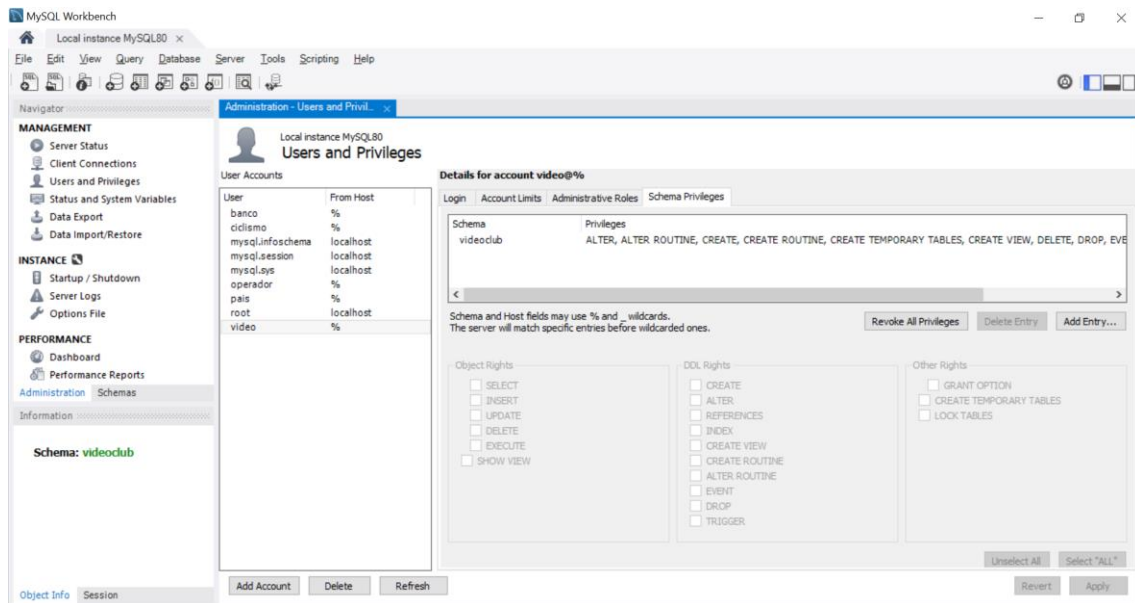 MySQL Workbench
Local instance MySQL80
File Edit View Query Database Server Tools Scripting Help
Navigator
MANAGEMENT
Server Status
Client Connections
Users and Privileges
Status and System Variables
Data Export
Data Import/Restore
INSTANCE
Startup / Shutdown
Server Logs
Options File
PERFORMANCE
Dashboard
Performance Reports
Administration Schemas
Information
Schema: videoclub
Object Info Session
Administration - Users and Privil...
Local instance MySQL80
Users and Privileges
User Accounts
User From Host
banco %
ciclismo %
mysql.infoschema localhost
mysql.session localhost
mysql.sys localhost
operador %
pais %
root localhost
video %
Add Account Delete Refresh
Details for account video@%
Login Account Limits Administrative Roles Schema Privileges
Schema Privileges
videoclub ALTER, ALTER ROUTINE, CREATE, CREATE ROUTINE, CREATE TEMPORARY TABLES, CREATE VIEW, DELETE, DROP, EVE
Schema and Host fields may use % and _ wildcards.
The server will match specific entries before wildcarded ones.
Revoke All Privileges Delete Entry Add Entry...
Object Rights
SELECT
INSERT
UPDATE
DELETE
EXECUTE
SHOW VIEW
DDL Rights
CREATE
ALTER
REFERENCES
INDEX
CREATE VIEW
CREATE ROUTINE
ALTER ROUTINE
EVENT
DROP
TRIGGER
Other Rights
GRANT OPTION
CREATE TEMPORARY TABLES
LOCK TABLES
Unselect All Select "ALL"
Revert Apply